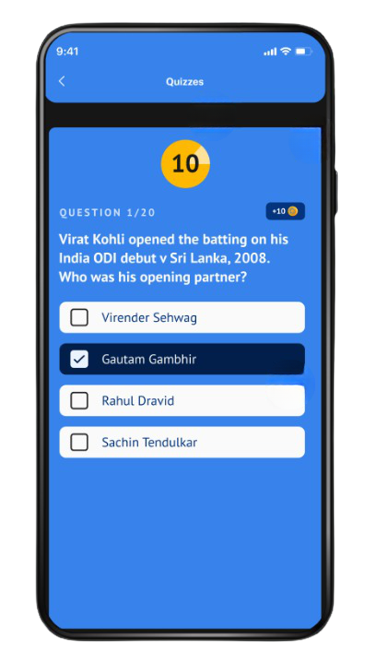 9:41
Quizzes
10
QUESTION 1/20
+10
Virat Kohli opened the batting on his
India ODI debut v Sri Lanka, 2008.
Who was his opening partner?
Virender Sehwag
Gautam Gambhir
Rahul Dravid
Sachin Tendulkar